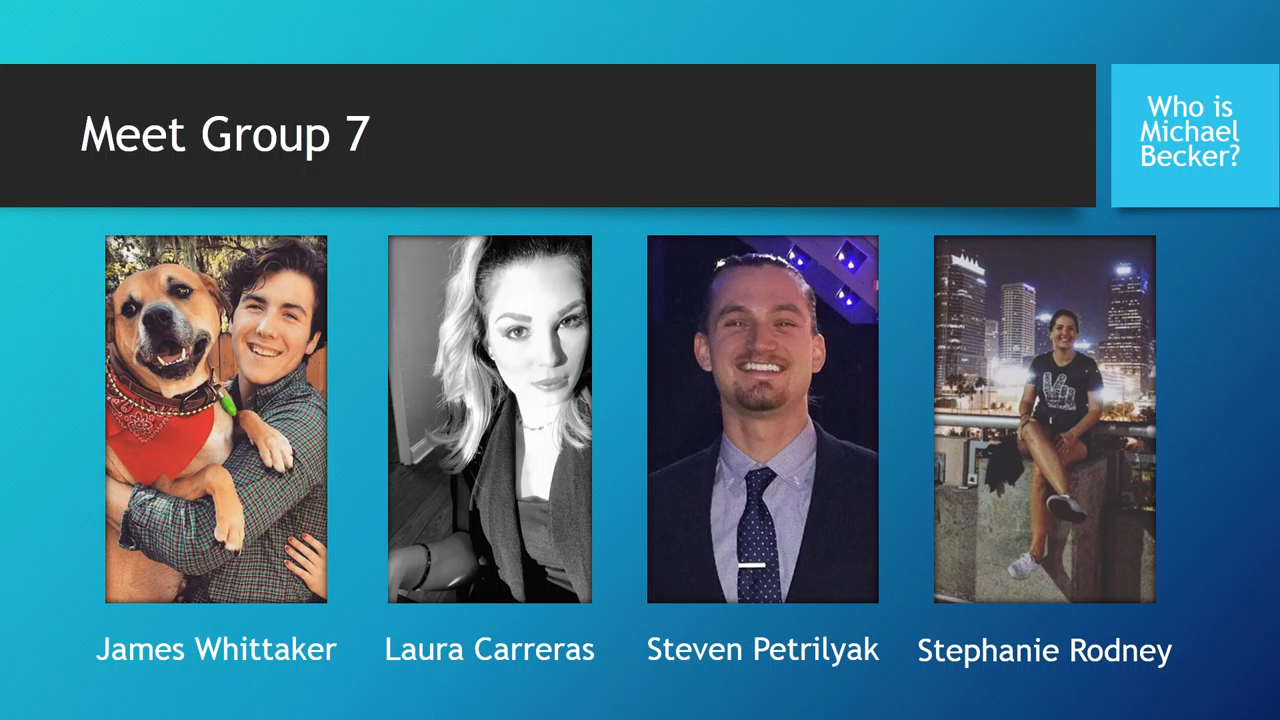 Meet Group 7
Who is
Michael
Becker?
James Whittaker
Laura Carreras
Steven Petrilyak
Stephanie Rodney